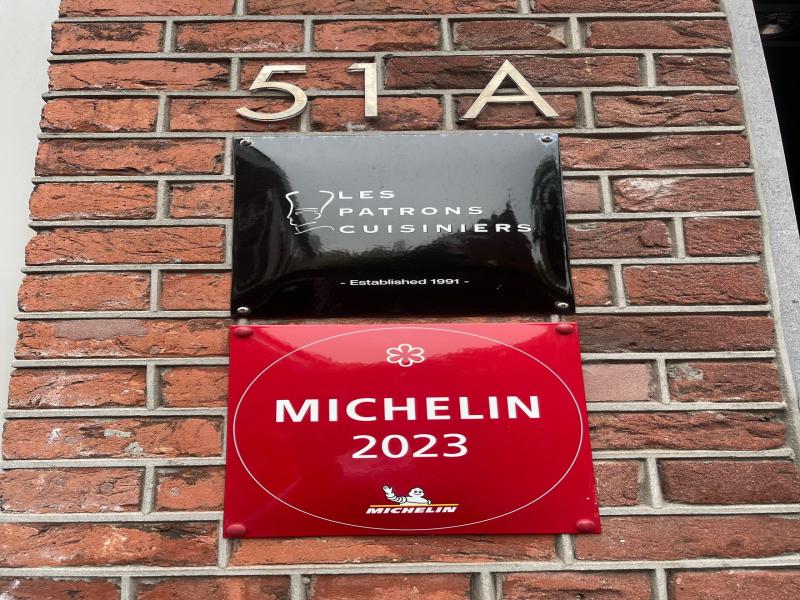 51 A
LES
PATRONS
CUISINIERS
- Established 1991 -
MICHELIN
2023
MICHELIN